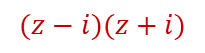 (z − i)(z + i)